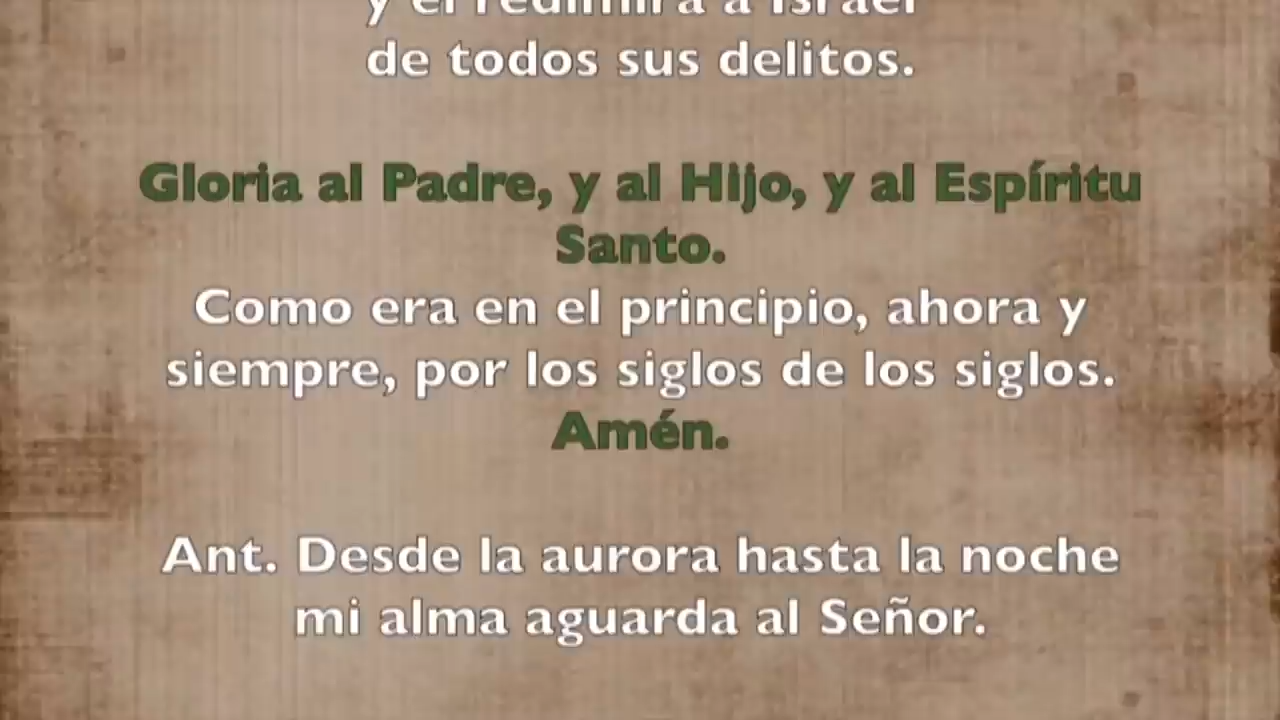 y él redimirá a Israel
de todos sus delitos.
Gloria al Padre, y al Hijo, y al Espíritu
Santo.
Como era en el principio, ahora y
siempre, por los siglos de los siglos.
Amén.
Ant. Desde la aurora hasta la noche
mi alma aguarda al Señor.